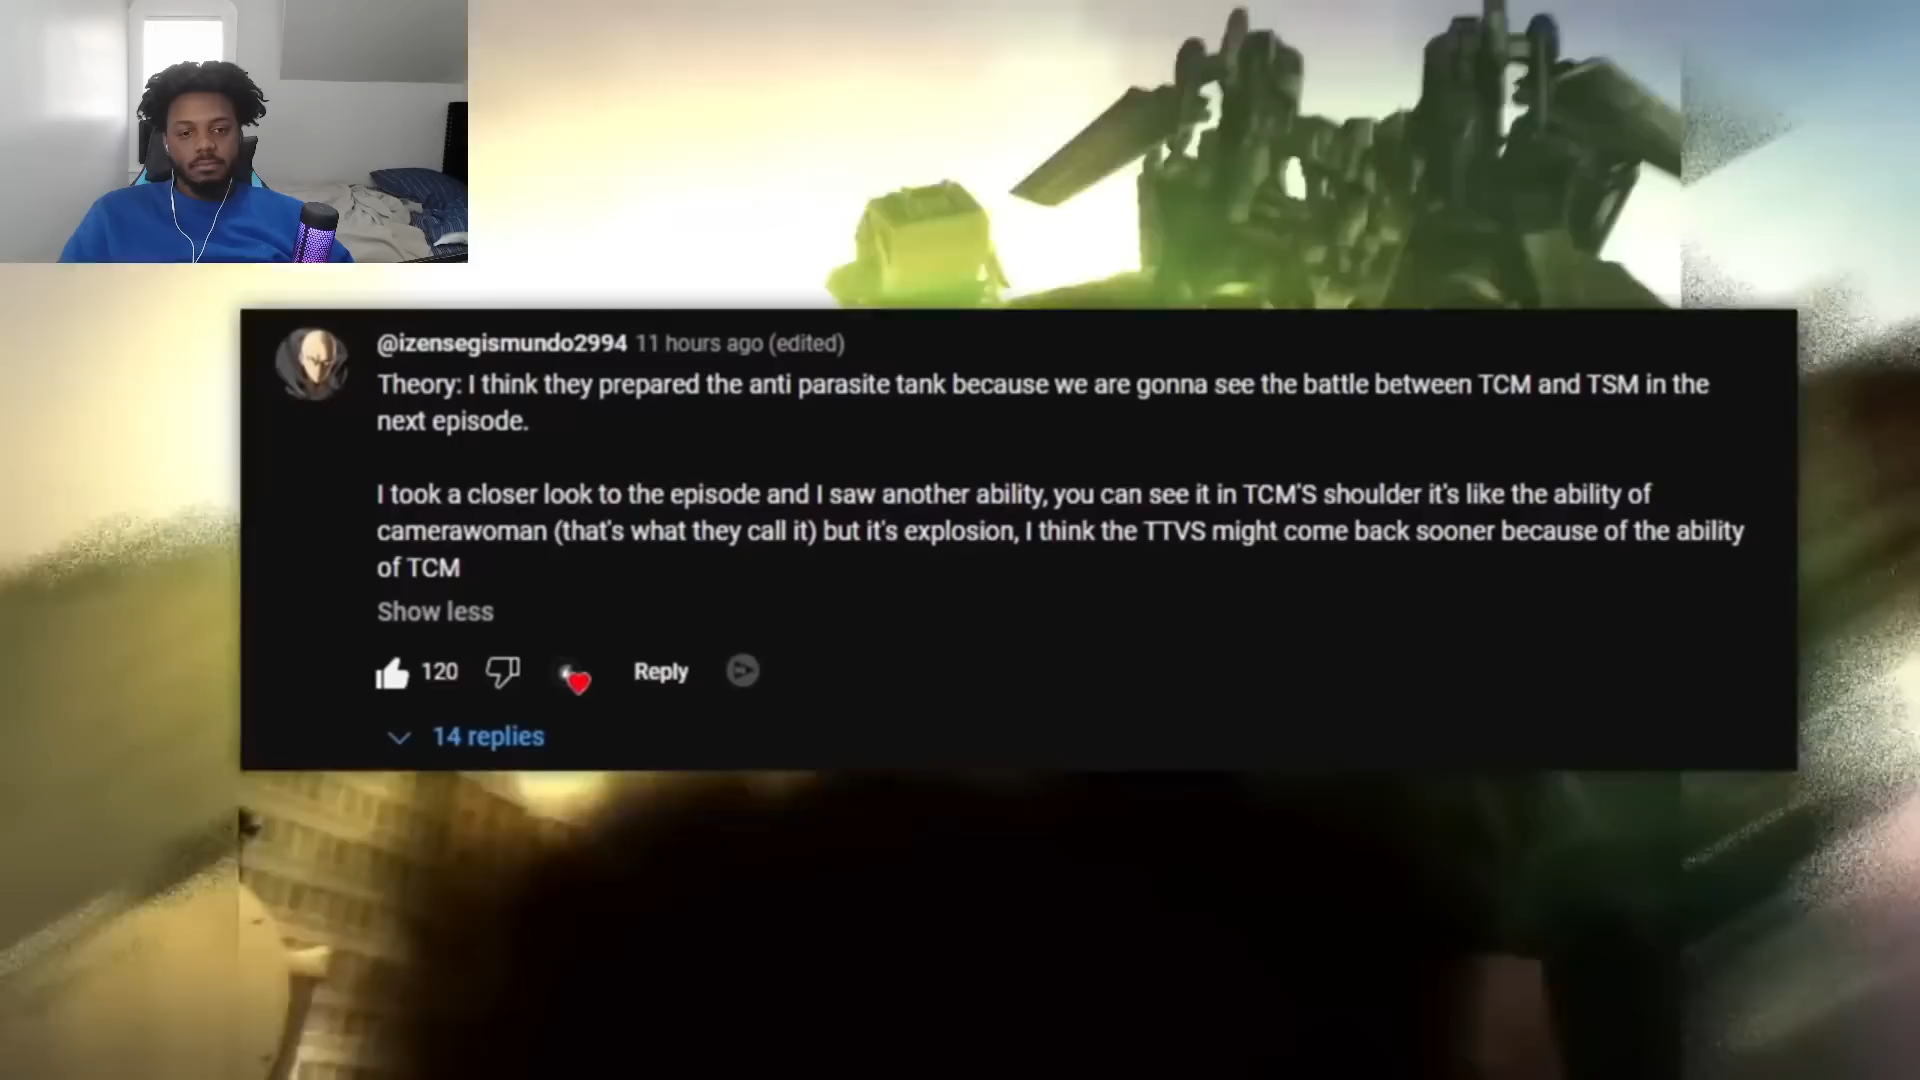 @izensegismundo2994 11 hours ago (edited)
Theory: I think they prepared the anti parasite tank because we are gonna see the battle between TCM and TSM in the
next episode.
I took a closer look to the episode and I saw another ability, you can see it in TCM'S shoulder it's like the ability of
camerawoman (that's what they call it) but it's explosion, I think the TTVS might come back sooner because of the ability
of TCM
Show less
120 Reply
14 replies